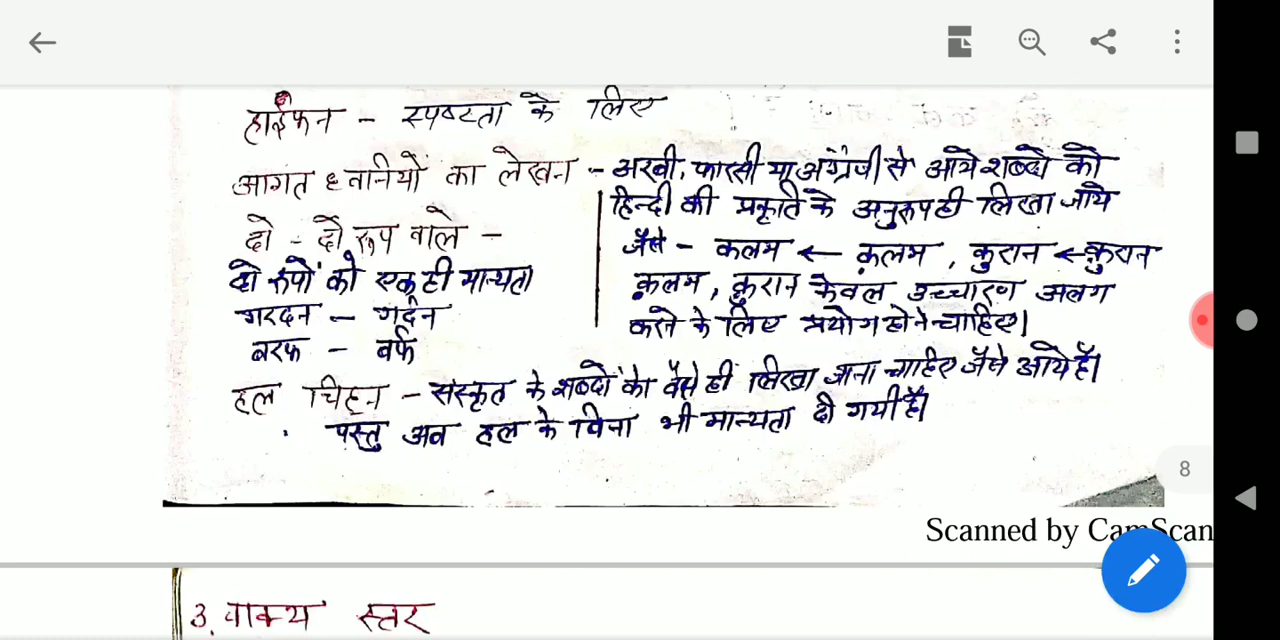 हाईफन - स्पष्टता के लिए
आगत ध्वनियों का लेखन - अरबी, फारसी या अंग्रेजी से आये शब्दों को
हिन्दी की प्रकृति के अनुरुप ही लिखा जाये
जैसे - कलम ← क़लम, कुरान ← क़ुरान
क़लम, क़ुरान केवल उच्चारण अलग
करने के लिए प्रयोग होने चाहिए।
दो - दो रूप वाले -
दो रुपों को एक ही मान्यता
गरदन - गर्दन
बरफ - बर्फ
हल चिह्न - संस्कृत के शब्दों को वैसे ही लिखा जाना चाहिए जैसे आये है।
परन्तु अब हल के बिना भी मान्यता दी गयी है।
8
Scanned by CamScan
3. वाक्य स्तर